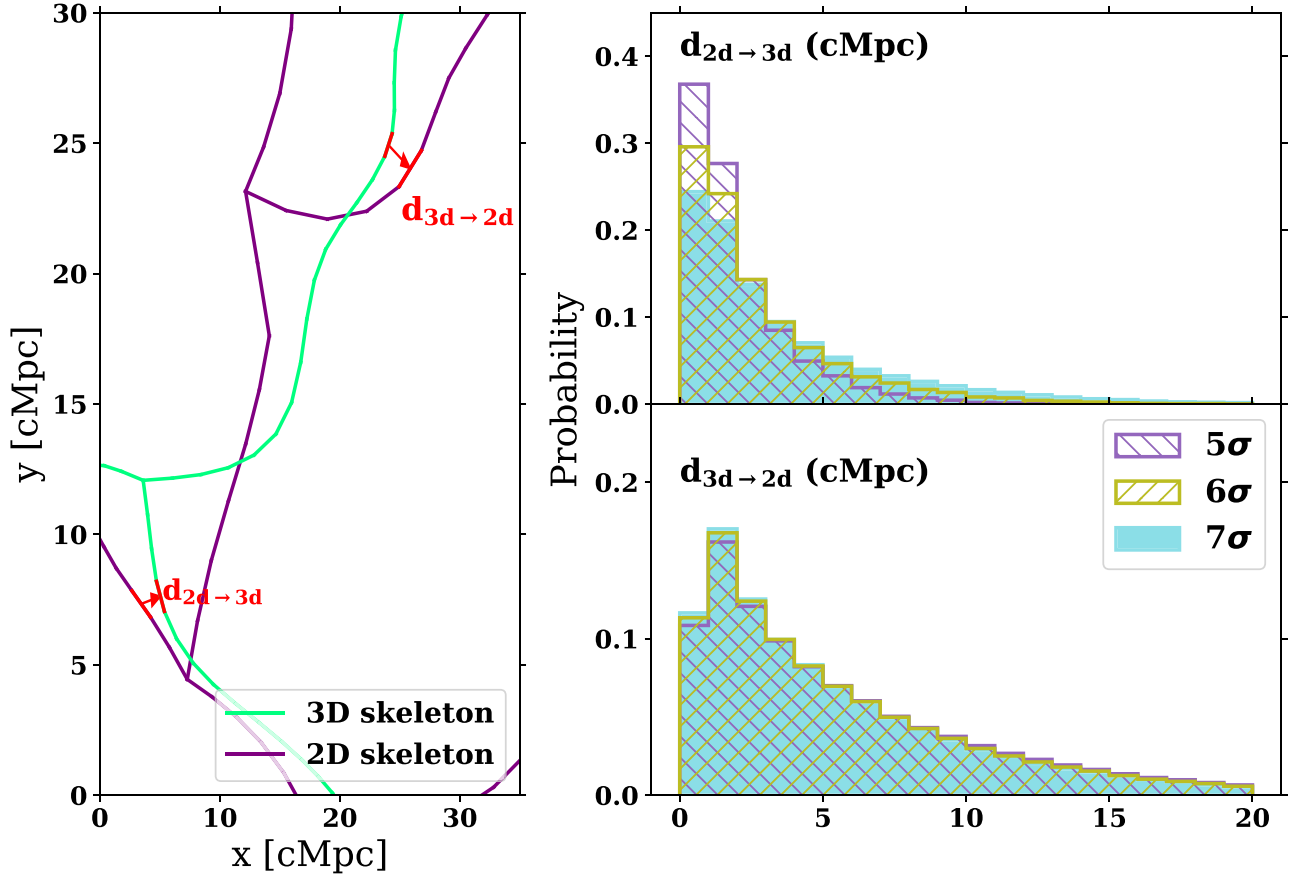 30
25
20
15
10
5
0
y [cMpc]
0 10 20 30
x [cMpc]
d3d→2d
d2d→3d
3D skeleton
2D skeleton
Probability
0.4
0.3
0.2
0.1
0.0
d2d→3d (cMpc)
0.2
0.1
0.0
d3d→2d (cMpc)
5σ
6σ
7σ
0 5 10 15 20